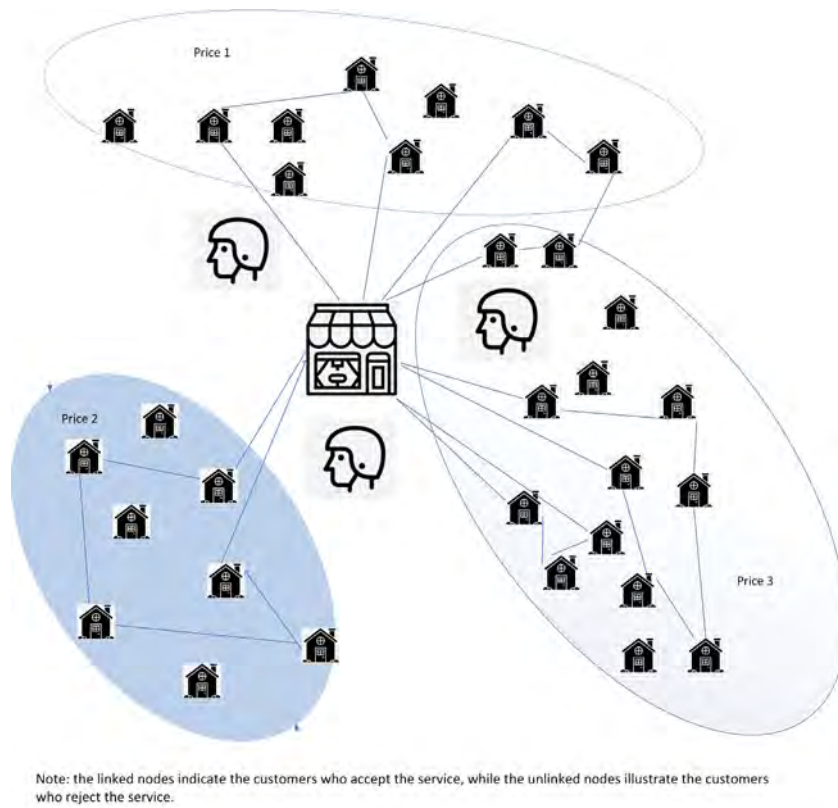 Price 1
Price 2
Price 3
Note: the linked nodes indicate the customers who accept the service, while the unlinked nodes illustrate the customers
who reject the service.